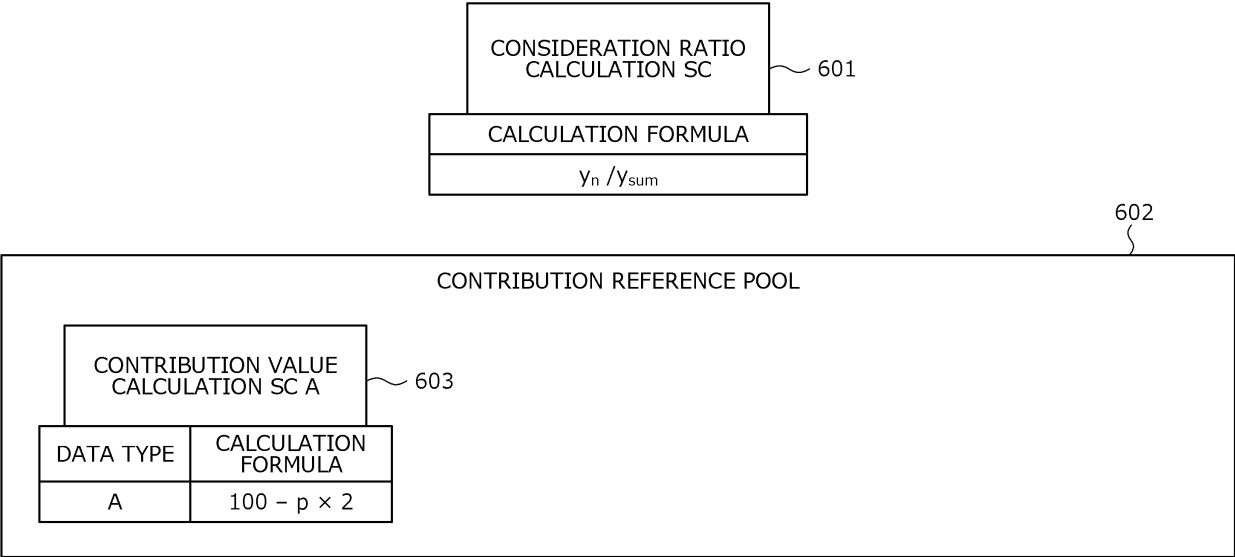 CONSIDERATION RATIO
CALCULATION SC
601
CALCULATION FORMULA
yn /ysum
602
CONTRIBUTION REFERENCE POOL
CONTRIBUTION VALUE
CALCULATION SC A
603
DATA TYPE
CALCULATION
FORMULA
A
100 – p × 2